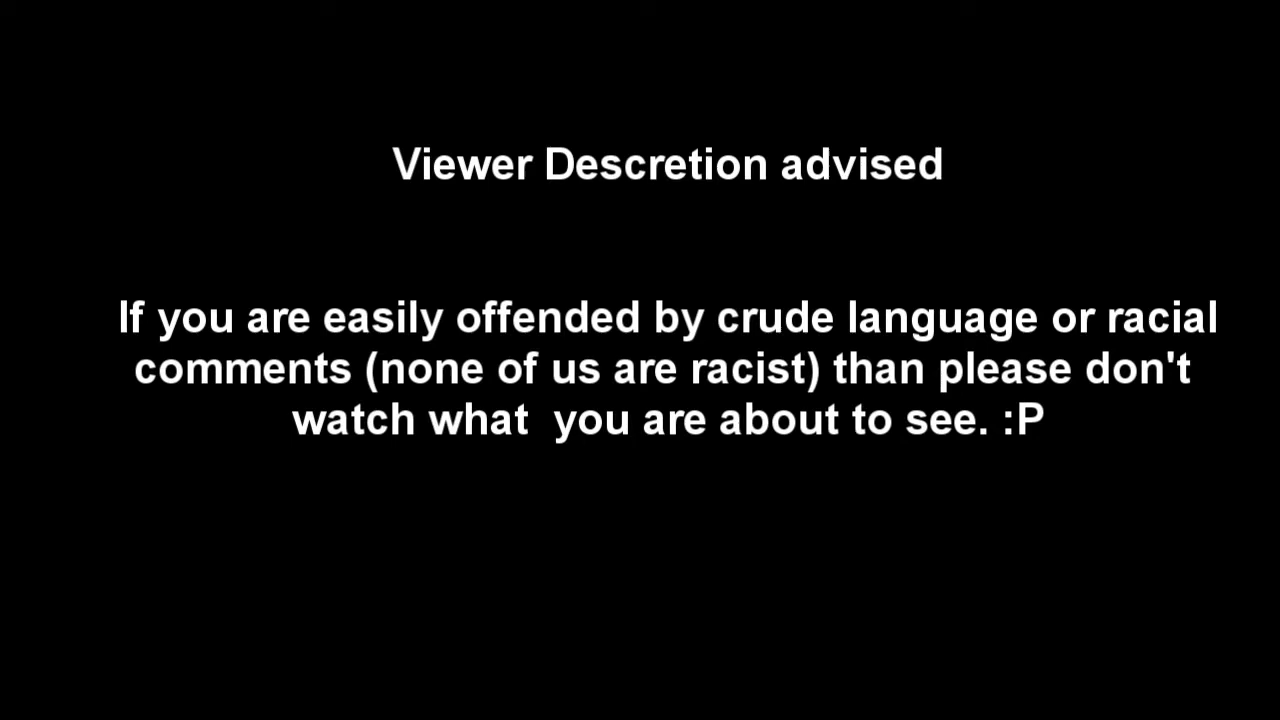 Viewer Descretion advised
If you are easily offended by crude language or racial
comments (none of us are racist) than please don't
watch what  you are about to see. :P